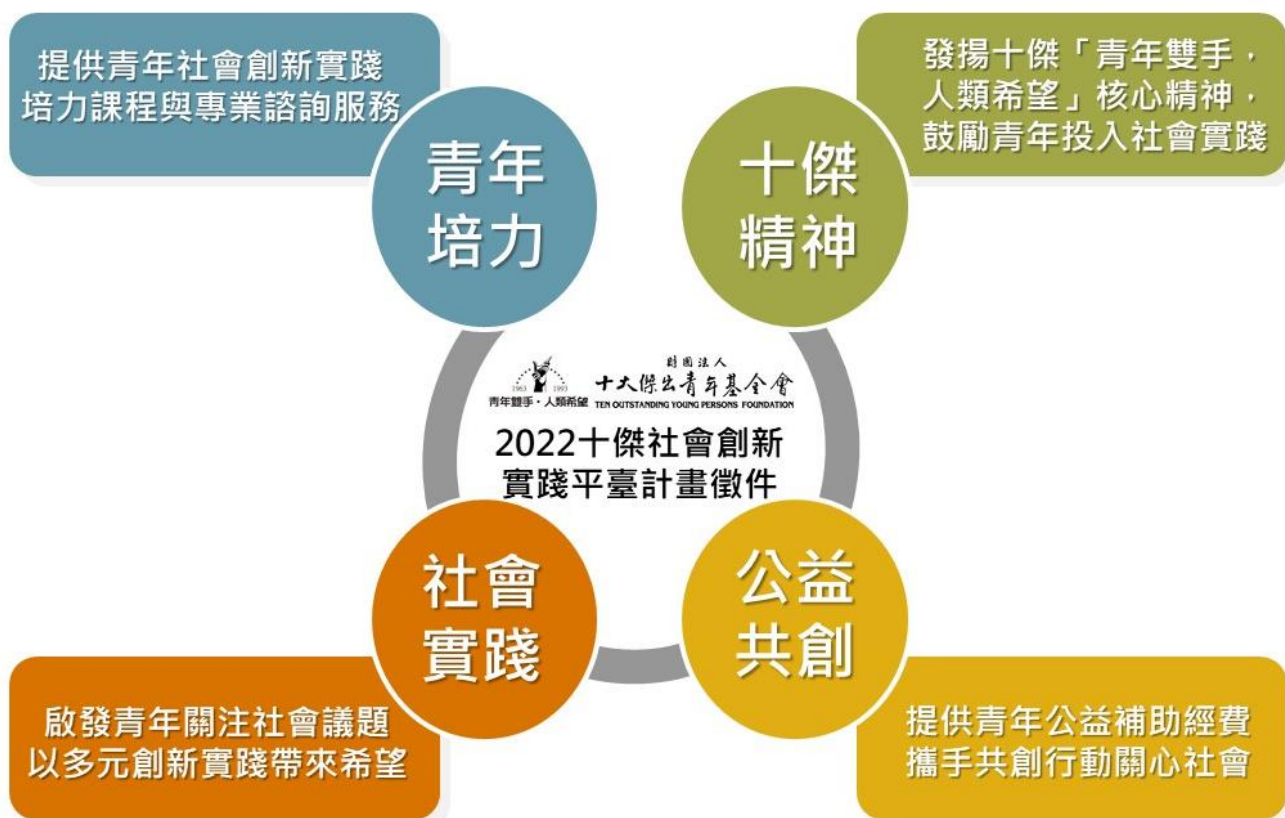 提供青年社會創新實踐
培力課程與專業諮詢服務
青年
培力
發揚十傑「青年雙手，
人類希望」核心精神，
鼓勵青年投入社會實踐
十傑
精神
1963 1993
青年雙手・人類希望
財團法人
十大傑出青年基金會
TEN OUTSTANDING YOUNG PERSONS FOUNDATION
2022十傑社會創新
實踐平臺計畫徵件
社會
實踐
啟發青年關注社會議題
以多元創新實踐帶來希望
公益
共創
提供青年公益補助經費
攜手共創行動關心社會